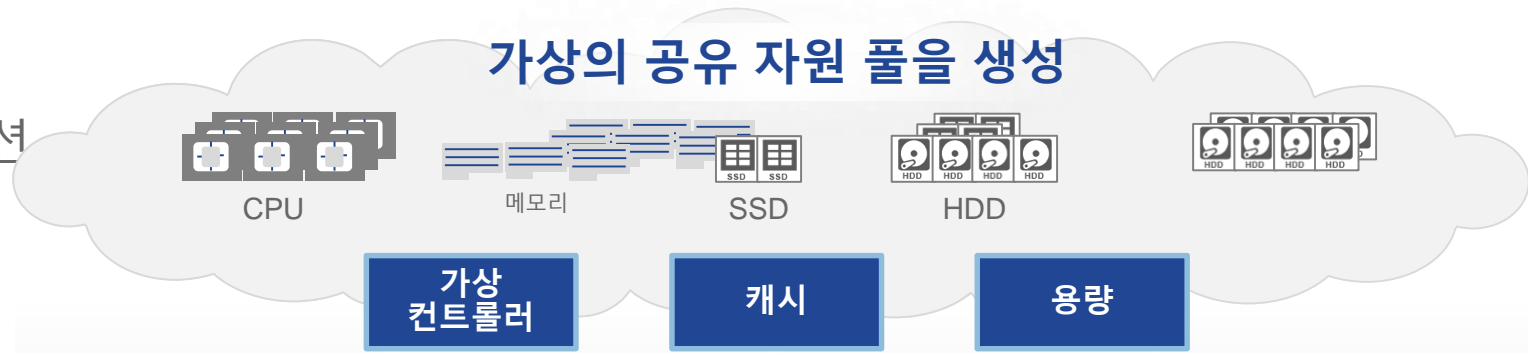 가상의 공유 자원 풀을 생성
셔
SSD SSD
HDD HDD HDD HDD
HDD HDD HDD HDD
CPU 메모리 SSD HDD
가상
컨트롤러
캐시
용량